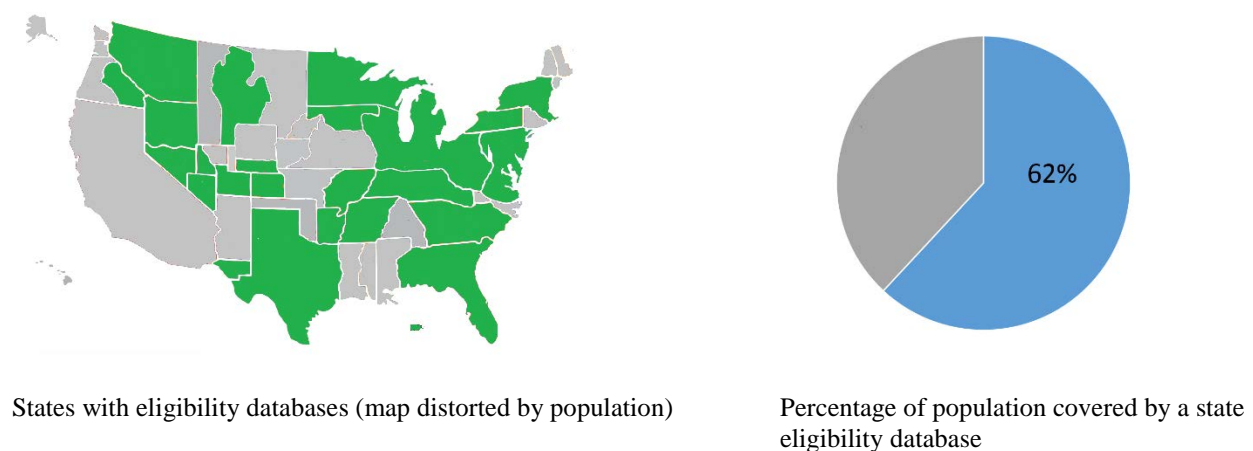 62%
States with eligibility databases (map distorted by population)
Percentage of population covered by a state
eligibility database